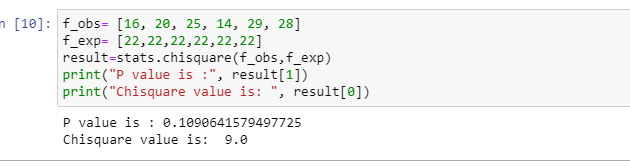 n [10]: f_obs= [16, 20, 25, 14, 29, 28]
f_exp= [22,22,22,22,22,22]
result=stats.chisquare(f_obs,f_exp)
print("P value is :", result[1])
print("Chisquare value is: ", result[0])
P value is : 0.1090641579497725
Chisquare value is:  9.0